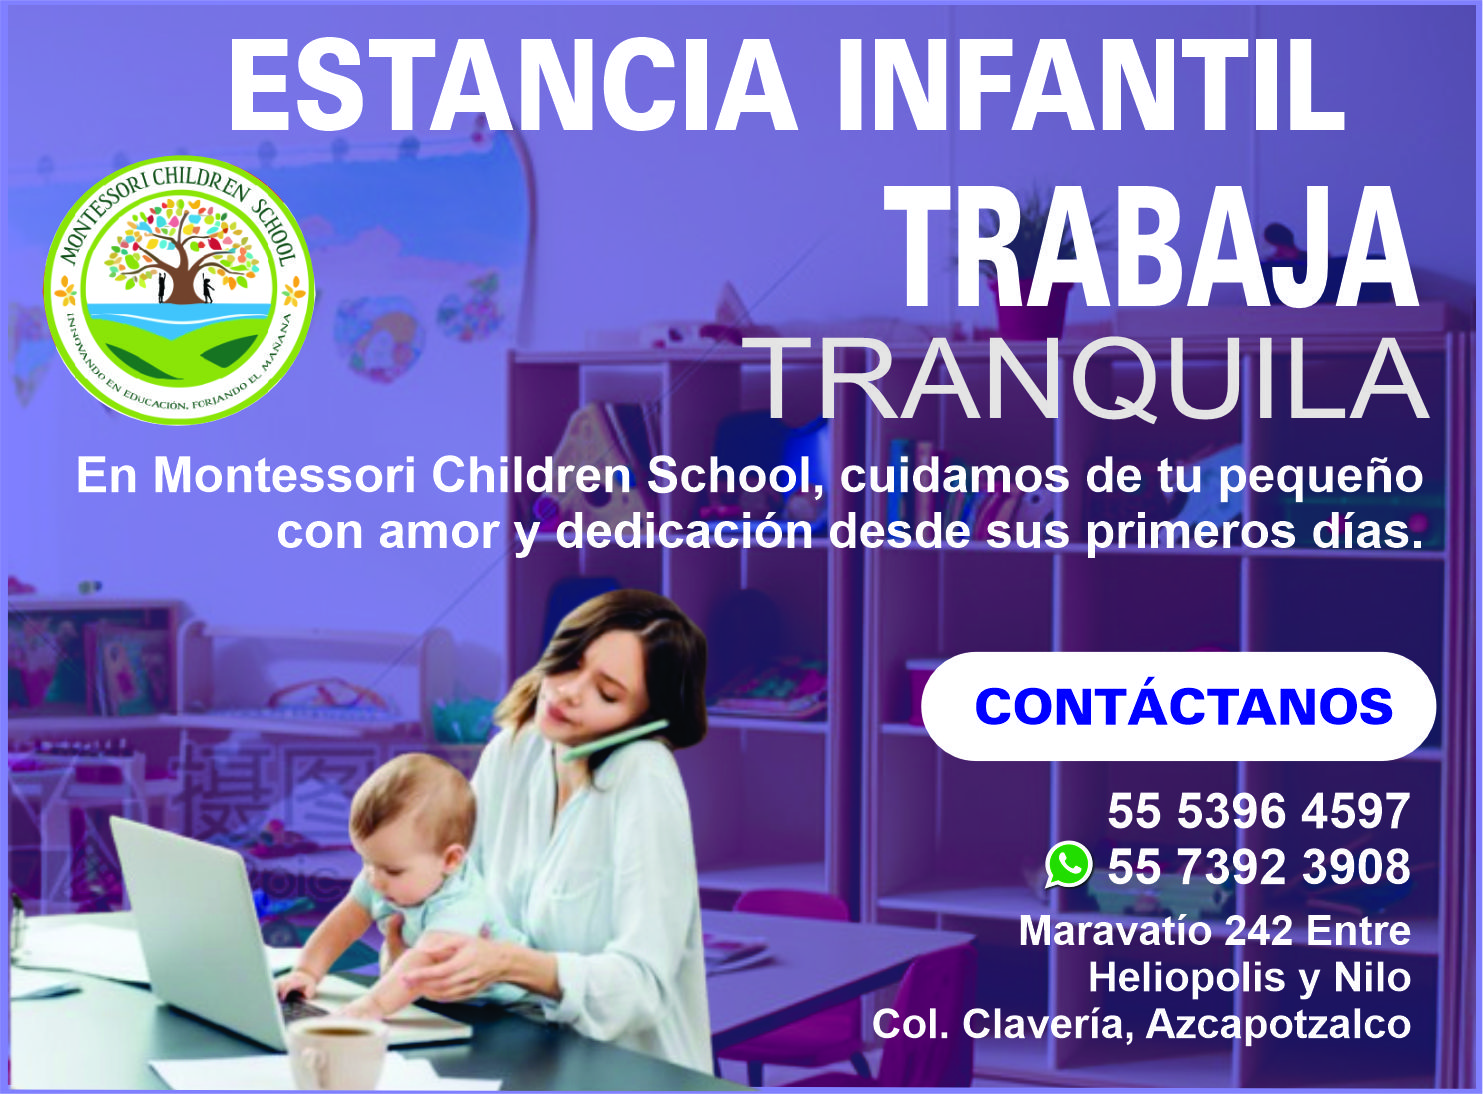 ESTANCIA INFANTIL
MONTESSORI CHILDREN SCHOOL
INNOVANDO EN EDUCACIÓN, FORJANDO EL MAÑANA
TRABAJA
TRANQUILA
En Montessori Children School, cuidamos de tu pequeño
con amor y dedicación desde sus primeros días.
CONTÁCTANOS
55 5396 4597
55 7392 3908
Maravatío 242 Entre
Heliopolis y Nilo
Col. Clavería, Azcapotzalco
摄图